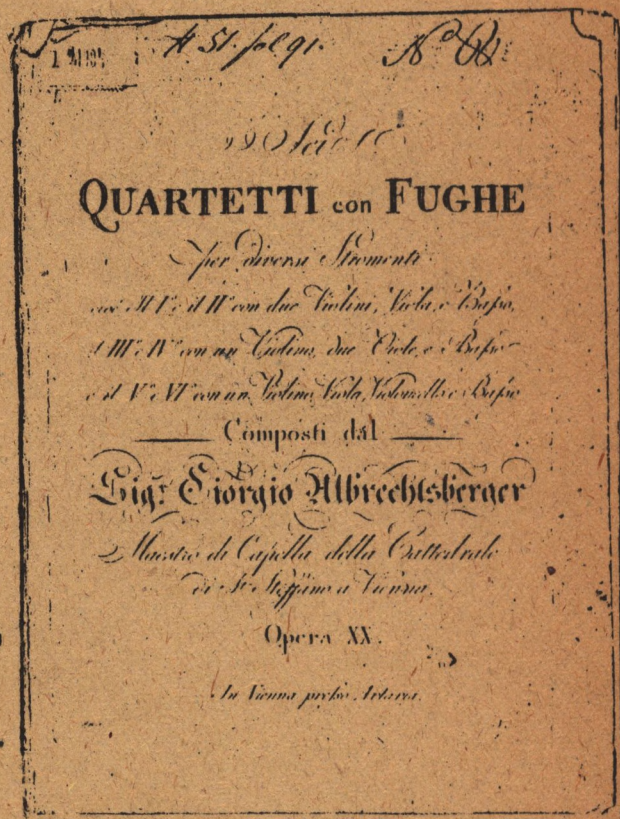 # 51. fol 91. No
Sei
QUARTETTI con FUGHE
per diversi Stromenti
cioè Il I.º e il II.º con due Violini, Viola, e Basso,
il III.º e IV.º con un Violino, due Viole, e Basso
e il V.º e VI.º con un Violino, Viola, Violoncello e Basso
Composti dal
Sig.r Giorgio Albrechtsberger
Maestro di Capella della Cattedrale
di S.t Steffano a Vienna.
Opera XX.
In Vienna presso Artaria.